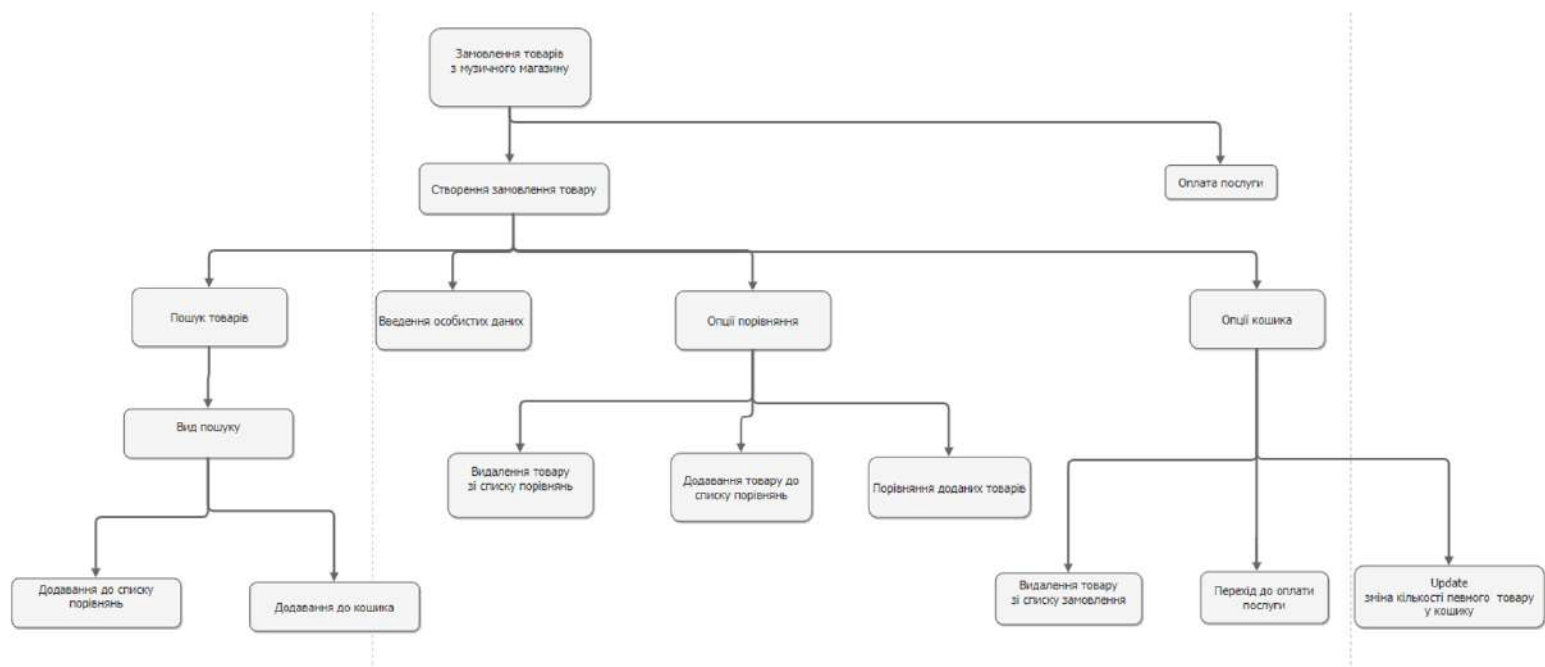 Замовлення товарів
з музичного магазину
Створення замовлення товару
Оплата послуги
Пошук товарів
Введення особистих даних
Опції порівняння
Опції кошика
Вид пошуку
Видалення товару
зі списку порівнянь
Додавання товару до
списку порівнянь
Порівняння доданих товарів
Додавання до списку
порівнянь
Додавання до кошика
Видалення товару
зі списку замовлення
Перехід до оплати
послуги
Update
зміна кількості певного товару
у кошику